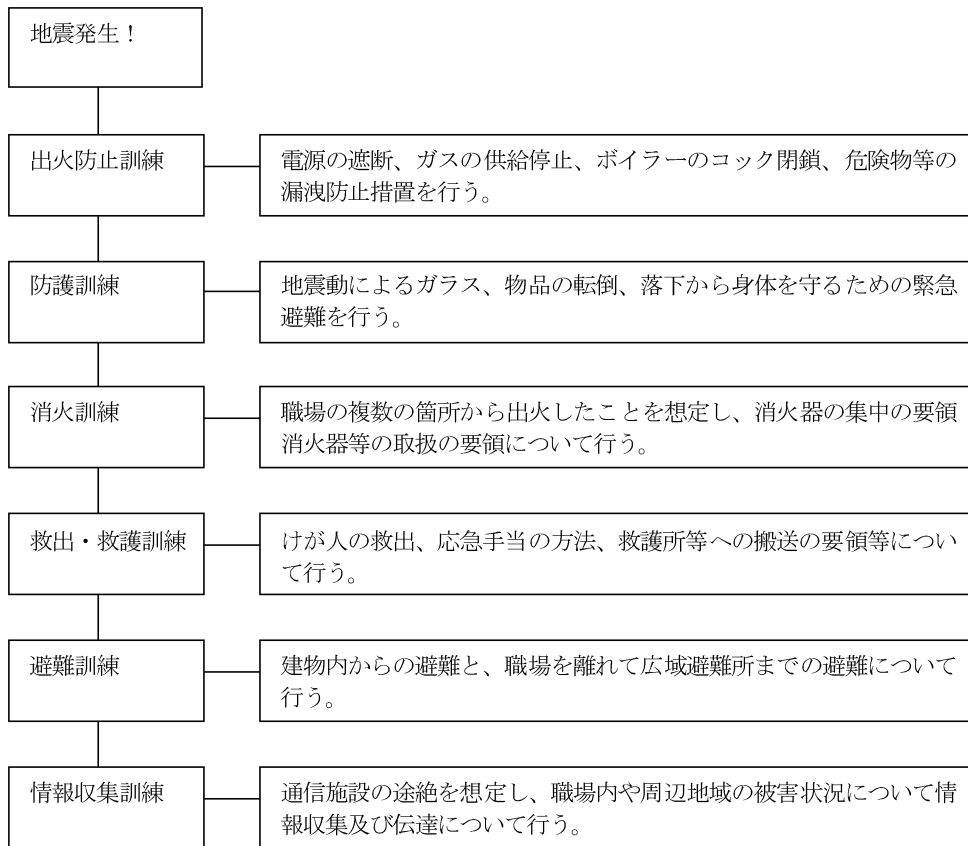 地震発生！
出火防止訓練
電源の遮断、ガスの供給停止、ボイラーのコック閉鎖、危険物等の
漏洩防止措置を行う。
防護訓練
地震動によるガラス、物品の転倒、落下から身体を守るための緊急
避難を行う。
消火訓練
職場の複数の箇所から出火したことを想定し、消火器の集中の要領
消火器等の取扱の要領について行う。
救出・救護訓練
けが人の救出、応急手当の方法、救護所等への搬送の要領等につい
て行う。
避難訓練
建物内からの避難と、職場を離れて広域避難所までの避難について
行う。
情報収集訓練
通信施設の途絶を想定し、職場内や周辺地域の被害状況について情
報収集及び伝達について行う。